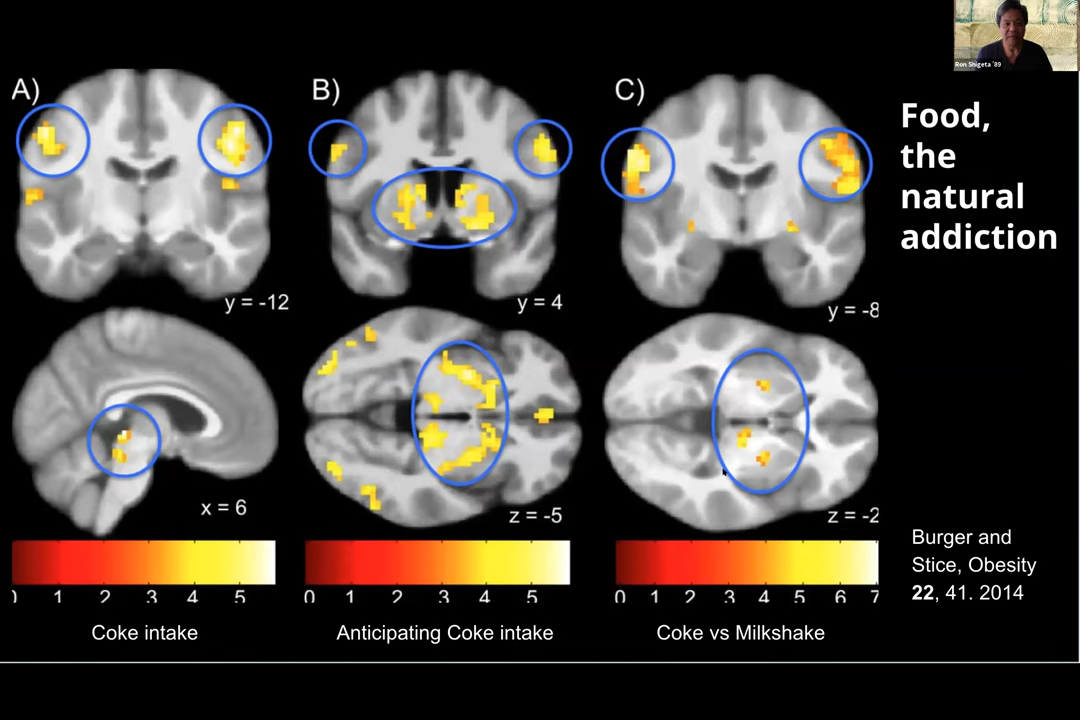 Ron Shigeta '89
A)
B)
C)
Food,
the
natural
addiction
y = -12
y = 4
y = -8
x = 6
z = -5
z = -2
0 1 2 3 4 5
0 1 2 3 4 5
0 1 2 3 4 5 6 7
Coke intake
Anticipating Coke intake
Coke vs Milkshake
Burger and
Stice, Obesity
22, 41. 2014